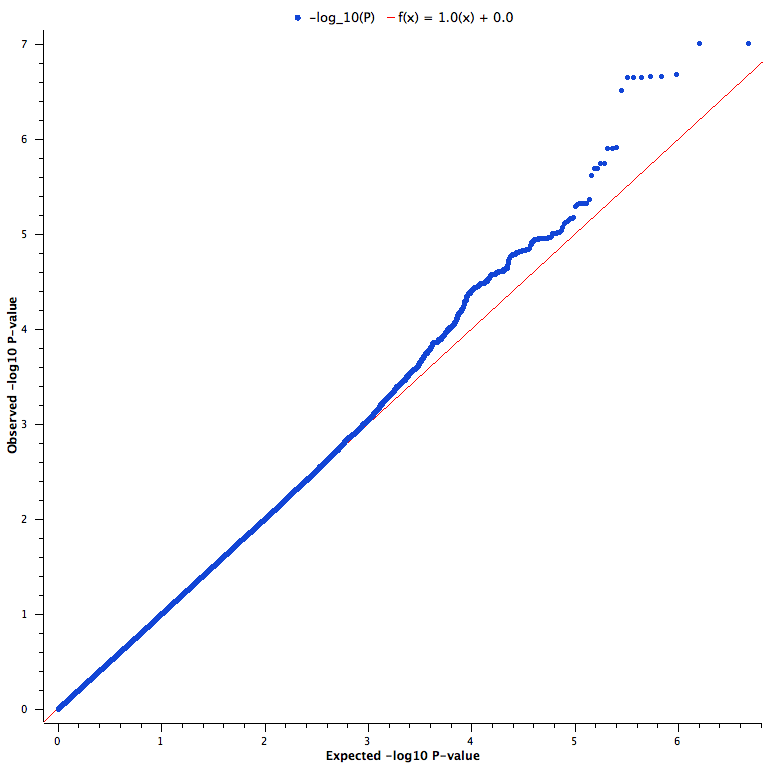 −log_10(P) − f(x) = 1.0(x) + 0.0
7
6
5
4
3
2
1
0
Observed −log10 P-value
0 1 2 3 4 5 6
Expected −log10 P-value